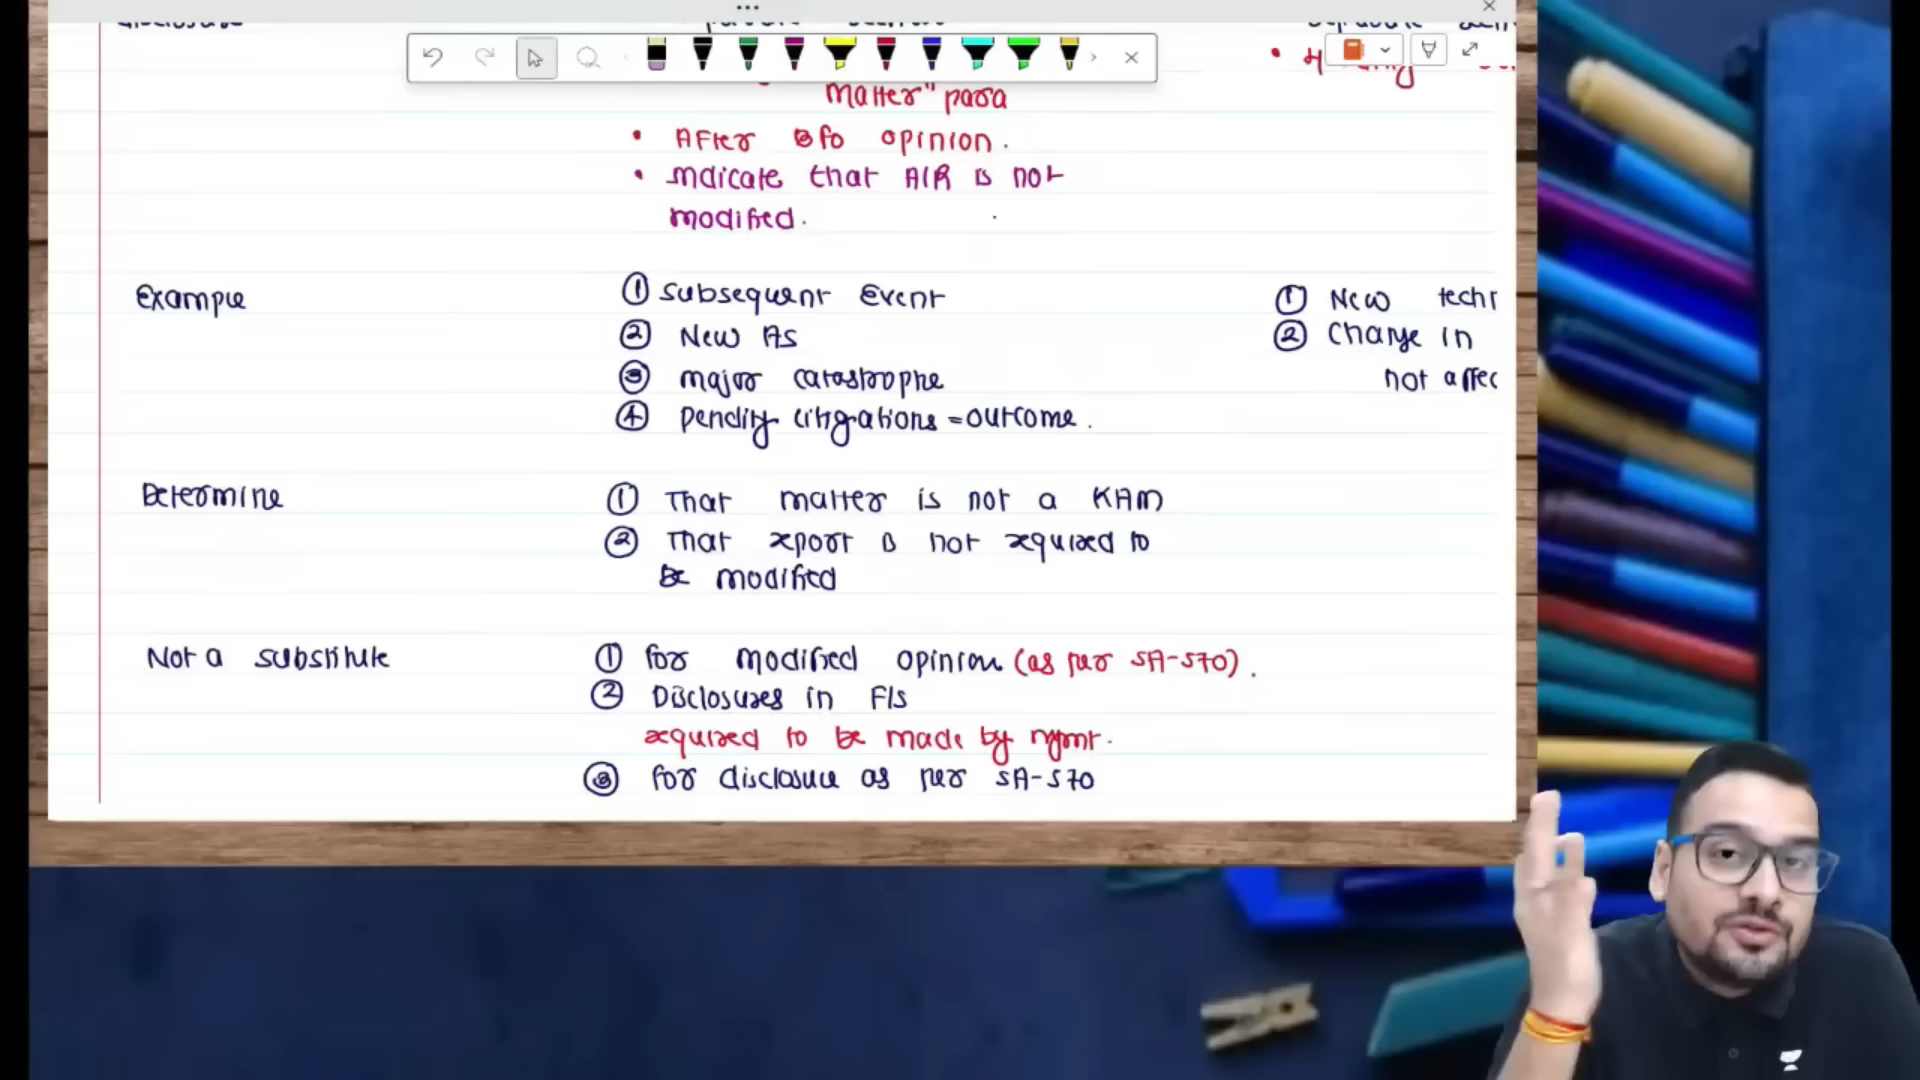 Matter" para
• After Bfo opinion.
• Indicate that AIR is not
modified.
Example
① Subsequent Event
② New AS
③ major catastrophe
④ Pending litigations = outcome.
① New
② Change in
not affec
Determine
① That matter is not a KAM
② That report is not required to
be modified
Not a substitute
① for modified opinion (as per SA-570).
② Disclosures in F/s
required to be made by mgmt.
③ for disclosure as per SA-570